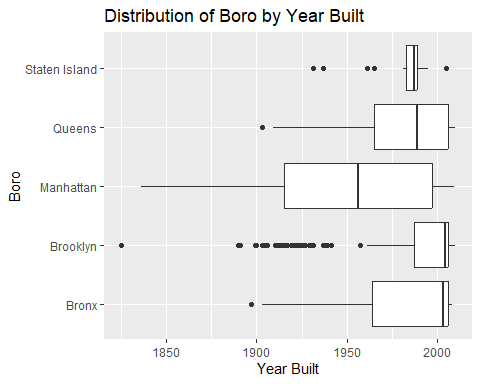 Distribution of Boro by Year Built
Boro
Staten Island
Queens
Manhattan
Brooklyn
Bronx
1850 1900 1950 2000
Year Built